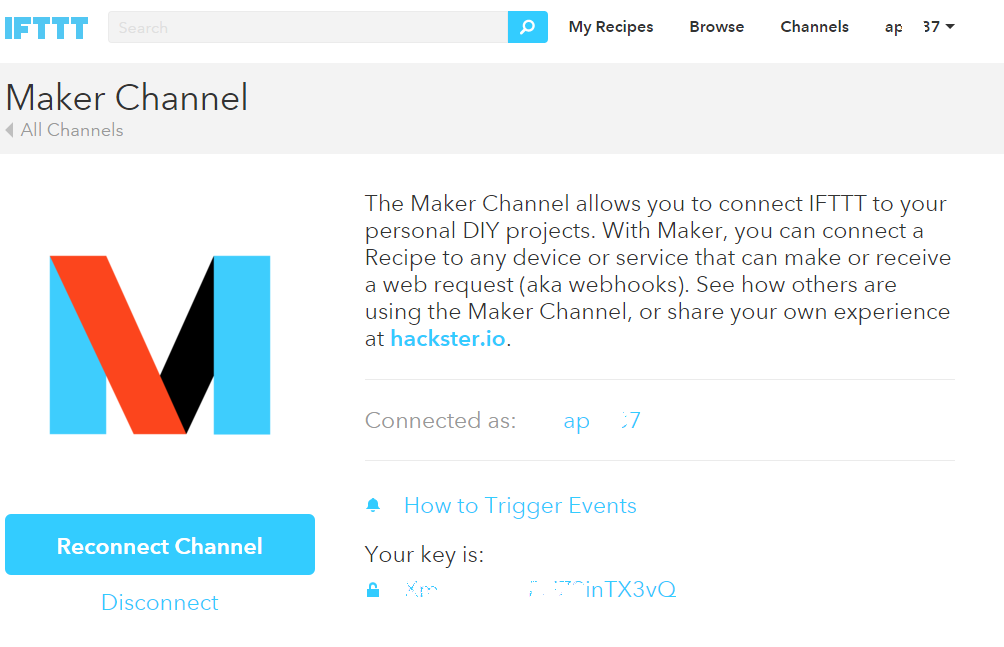 IFTTT
Search
My Recipes
Browse
Channels
ap 37
Maker Channel
All Channels
The Maker Channel allows you to connect IFTTT to your
personal DIY projects. With Maker, you can connect a
Recipe to any device or service that can make or receive
a web request (aka webhooks). See how others are
using the Maker Channel, or share your own experience
at hackster.io.
Connected as: ap 7
How to Trigger Events
Your key is:
inTX3vQ
Reconnect Channel
Disconnect